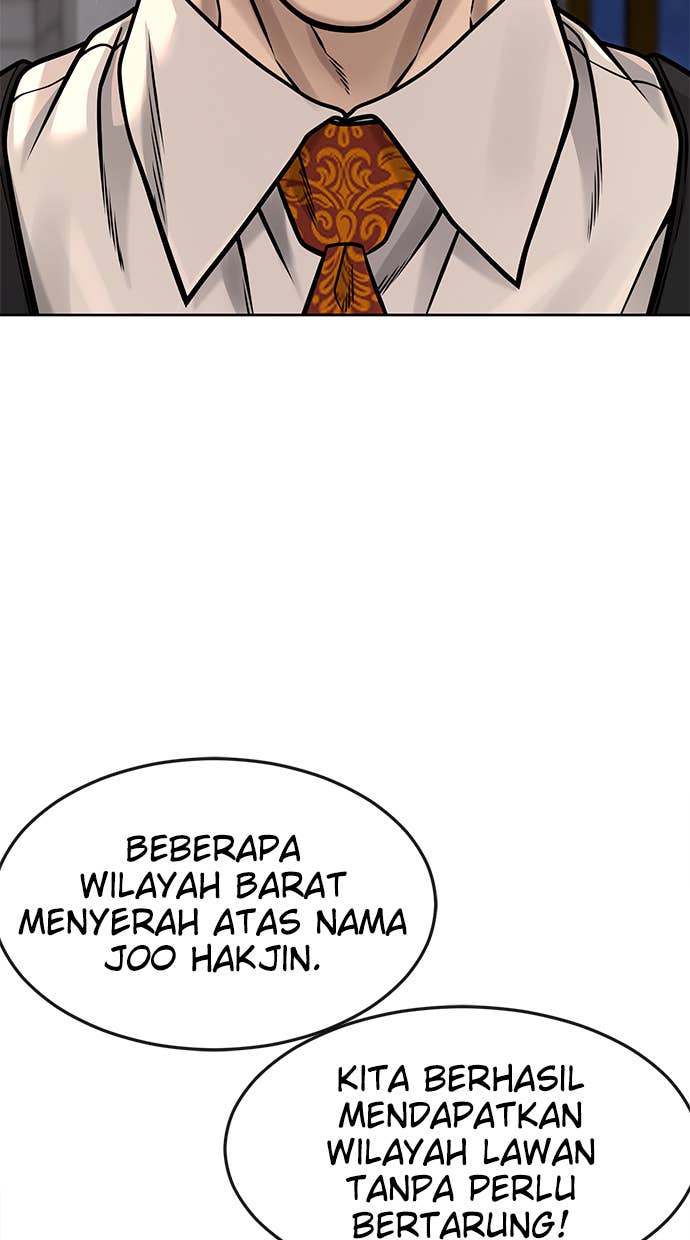 BEBERAPA
WILAYAH BARAT
MENYERAH ATAS NAMA
JOO HAKJIN.
KITA BERHASIL
MENDAPATKAN
WILAYAH LAWAN
TANPA PERLU
BERTARUNG!